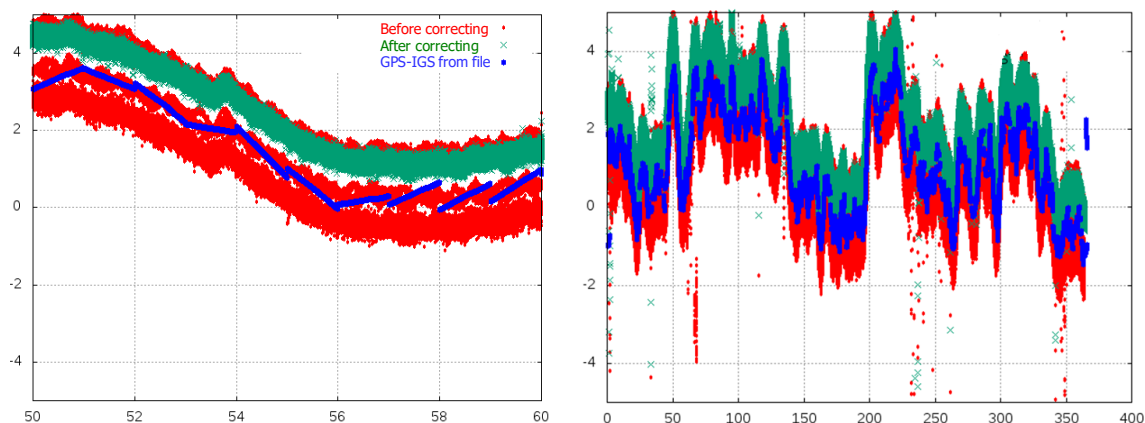 Before correcting
After correcting
GPS-IGS from file
4
2
0
-2
-4
50 52 54 56 58 60
4
2
0
-2
-4
0 50 100 150 200 250 300 350 400